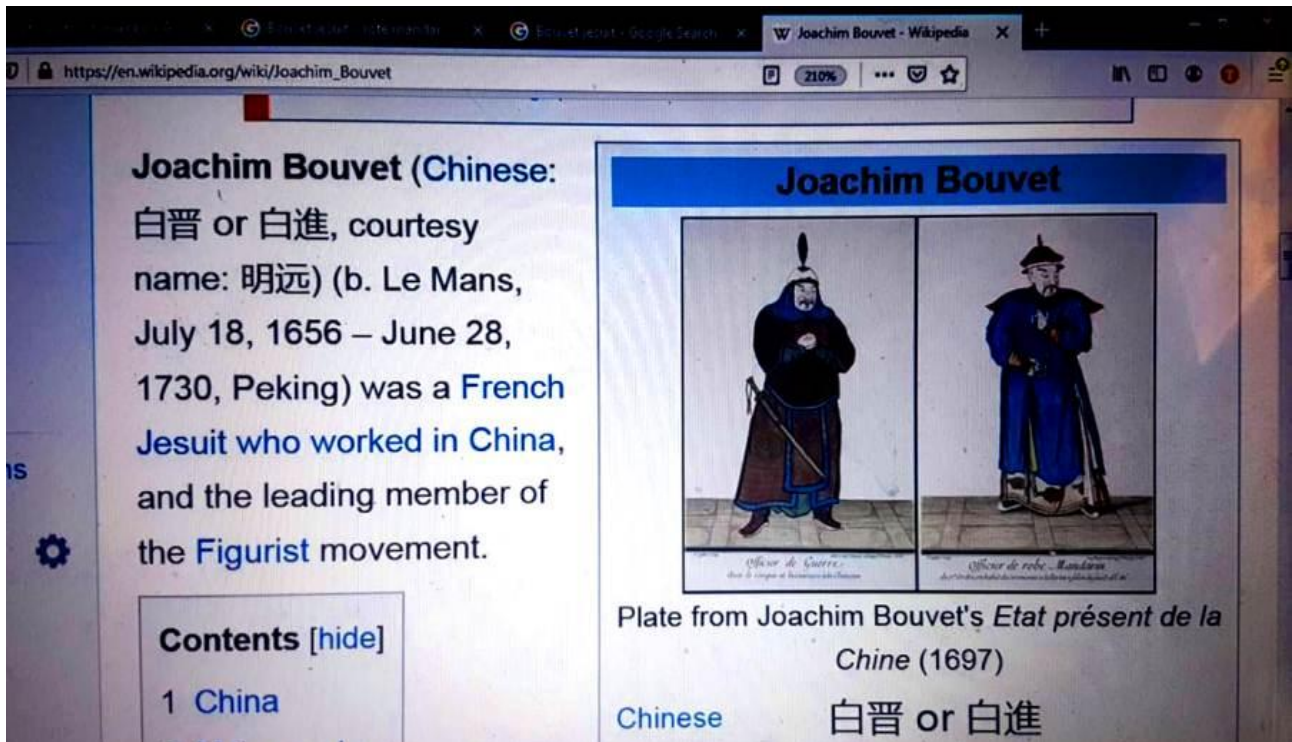 Joachim Bouvet - Wikipedia
https://en.wikipedia.org/wiki/Joachim_Bouvet
210%
Joachim Bouvet (Chinese:
白晋 or 白進, courtesy
name: 明远) (b. Le Mans,
July 18, 1656 – June 28,
1730, Peking) was a French
Jesuit who worked in China,
and the leading member of
the Figurist movement.
Contents [hide]
1 China
Joachim Bouvet
Officier de Guerre
Officier de robe Mandarin
Plate from Joachim Bouvet's Etat présent de la
Chine (1697)
Chinese 白晋 or 白進